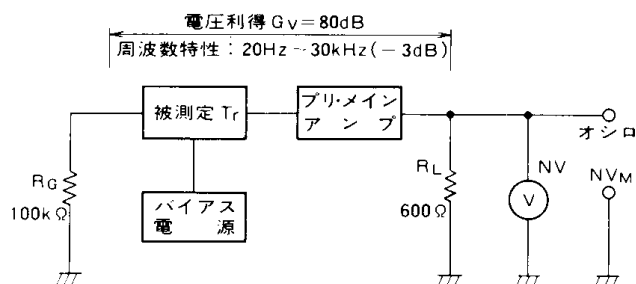 電圧利得 GV=80dB
周波数特性：20Hz～30kHz(－3dB)
被測定 Tr
プリ・メイン
アンプ
オシロ
RG
100kΩ
バイアス
電源
RL
600Ω
NV
V
NVM